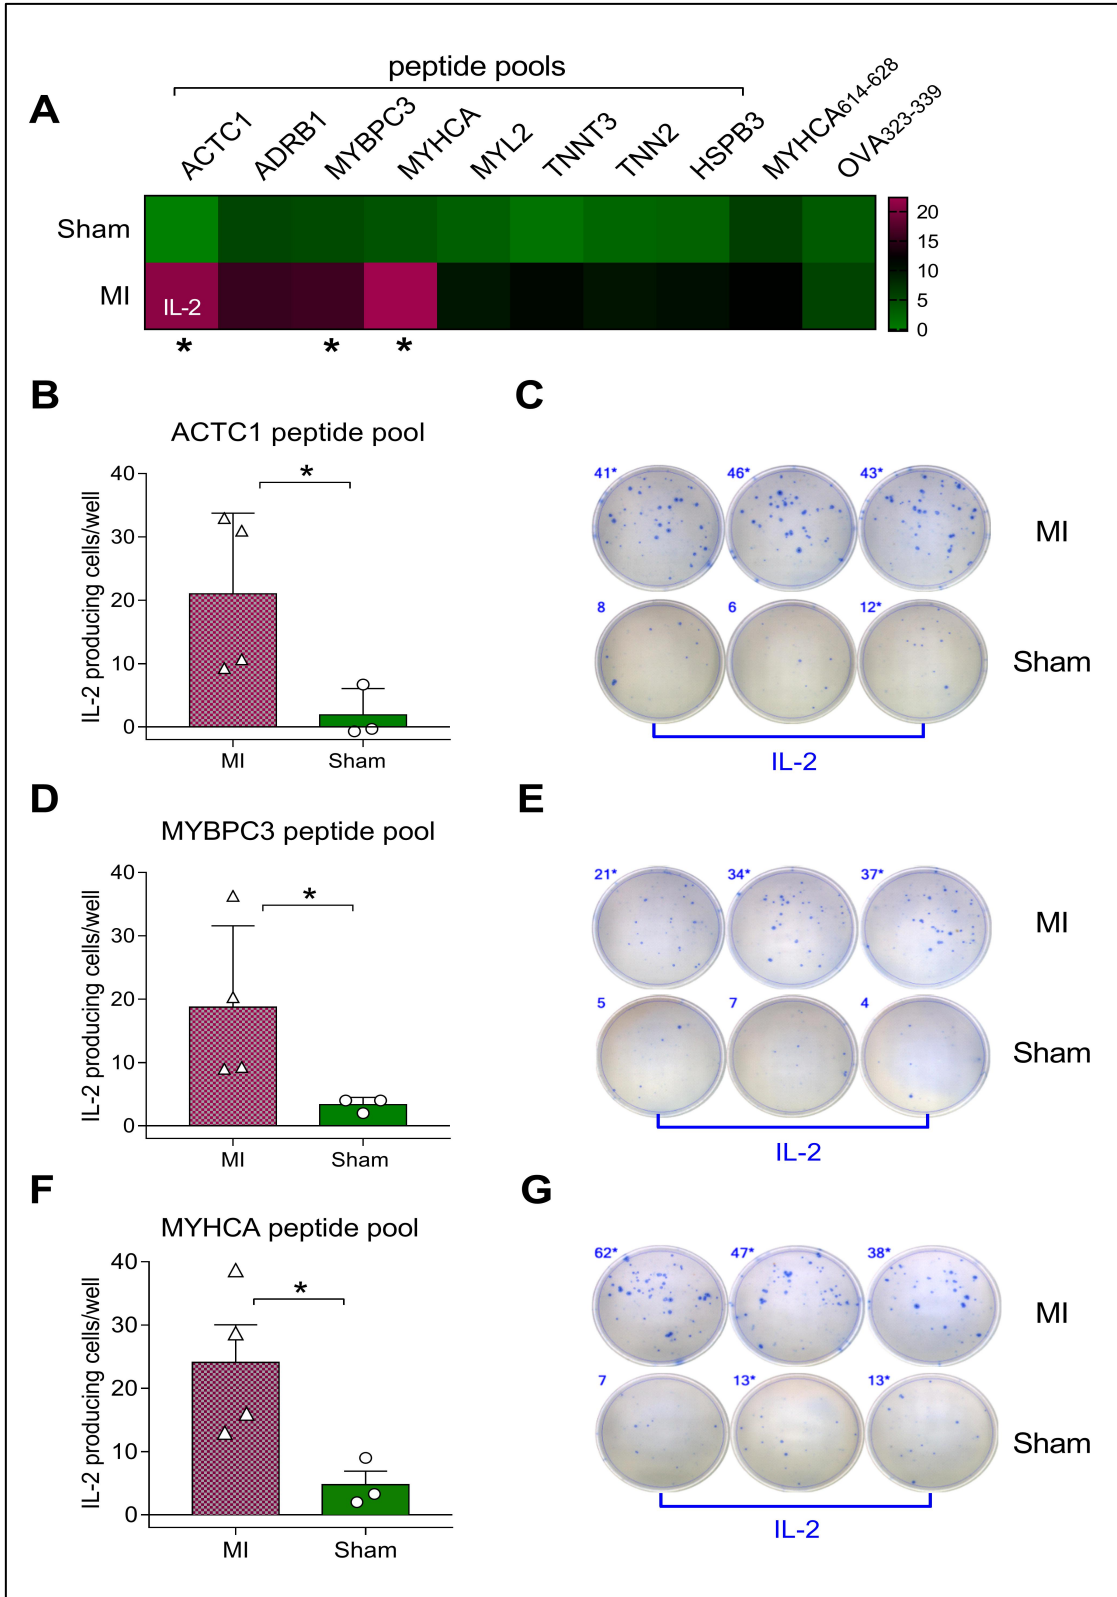 A
peptide pools
ACTC1
ADRB1
MYBPC3
MYHCA
MYL2
TNNT3
TNN2
HSPB3
MYHCA614-628
OVA323-339
Sham
MI
IL-2
* * *
20
15
10
5
0
B
ACTC1 peptide pool
IL-2 producing cells/well
40
30
20
10
0
*
MI Sham
C
41* 46* 43*
MI
8 6 12*
Sham
IL-2
D
MYBPC3 peptide pool
IL-2 producing cells/well
40
30
20
10
0
*
MI Sham
E
21* 34* 37*
MI
5 7 4
Sham
IL-2
F
MYHCA peptide pool
IL-2 producing cells/well
40
30
20
10
0
*
MI Sham
G
62* 47* 38*
MI
7 13* 13*
Sham
IL-2